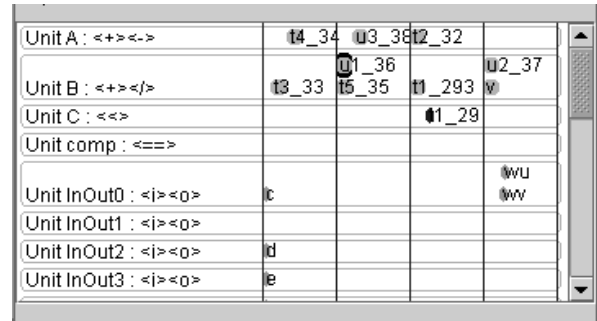 Unit A : <+><-> t4_34 u3_38 t2_32
u1_36 u2_37
Unit B : <+></> t3_33 t5_35 t1_293 v
Unit C : <<> t1_29
Unit comp : <==>
wu
Unit InOut0 : <i><o> c wv
Unit InOut1 : <i><o>
Unit InOut2 : <i><o> d
Unit InOut3 : <i><o> e